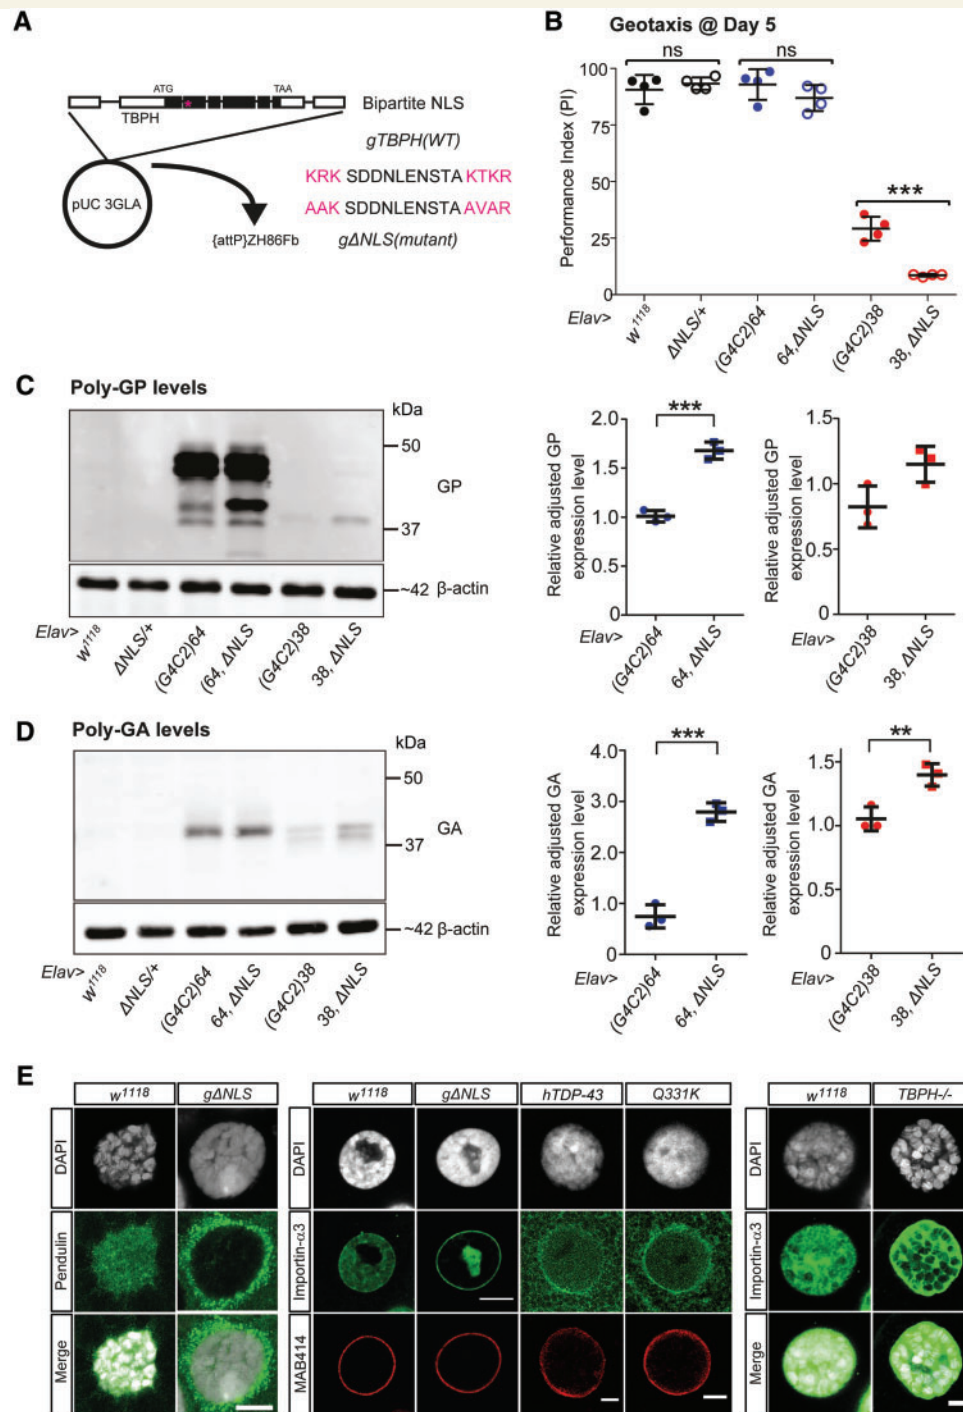 A
ATG TAA
TBPH
Bipartite NLS
gTBPH(WT)
KRK SDDNLENSTA KTKR
AAK SDDNLENSTA AVAR
gΔNLS(mutant)
pUC 3GLA
{attP}ZH86Fb
B
Geotaxis @ Day 5
ns ns
***
Performance Index (PI)
100
75
50
25
0
Elav>
w1118
ΔNLS/+
(G4C2)64
64,ΔNLS
(G4C2)38
38, ΔNLS
C
Poly-GP levels
kDa
50
GP
37
~42 β-actin
Elav>
w1118
ΔNLS/+
(G4C2)64
(64, ΔNLS
(G4C2)38
38, ΔNLS
Relative adjusted GP
expression level
2.0
1.5
1.0
0.5
0
***
Elav>
(G4C2)64
64, ΔNLS
Relative adjusted GP
expression level
1.5
1.0
0.5
0
(G4C2)38
38, ΔNLS
D
Poly-GA levels
kDa
50
GA
37
~42 β-actin
Elav>
w1118
ΔNLS/+
(G4C2)64
64, ΔNLS
(G4C2)38
38, ΔNLS
Relative adjusted GA
expression level
4.0
3.0
2.0
1.0
0
***
Elav>
(G4C2)64
64, ΔNLS
Relative adjusted GA
expression level
1.5
1.0
0.5
0
**
(G4C2)38
38, ΔNLS
E
w1118 gΔNLS
DAPI
Pendulin
Merge
w1118 gΔNLS hTDP-43 Q331K
DAPI
Importin-α3
MAB414
w1118 TBPH-/-
DAPI
Importin-α3
Merge